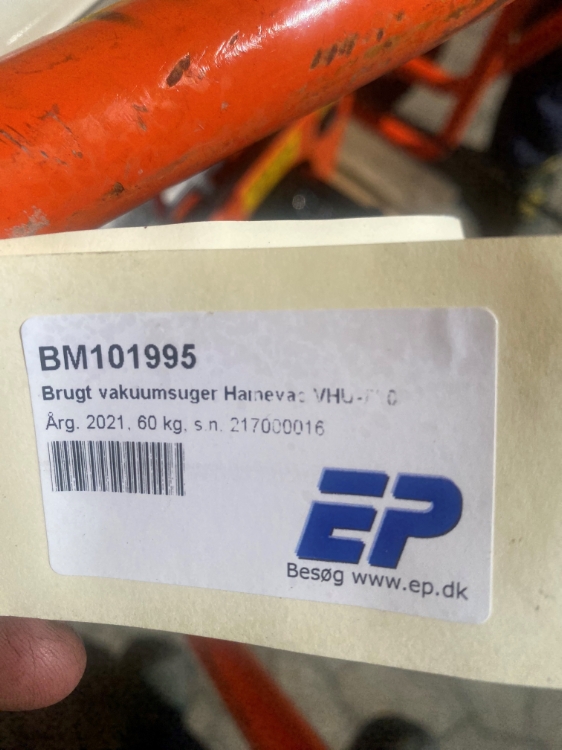 BM101995
Brugt vakuumsuger
Årg. 2021, 60 kg, s.n. 217000016
EP
Besøg www.ep.dk